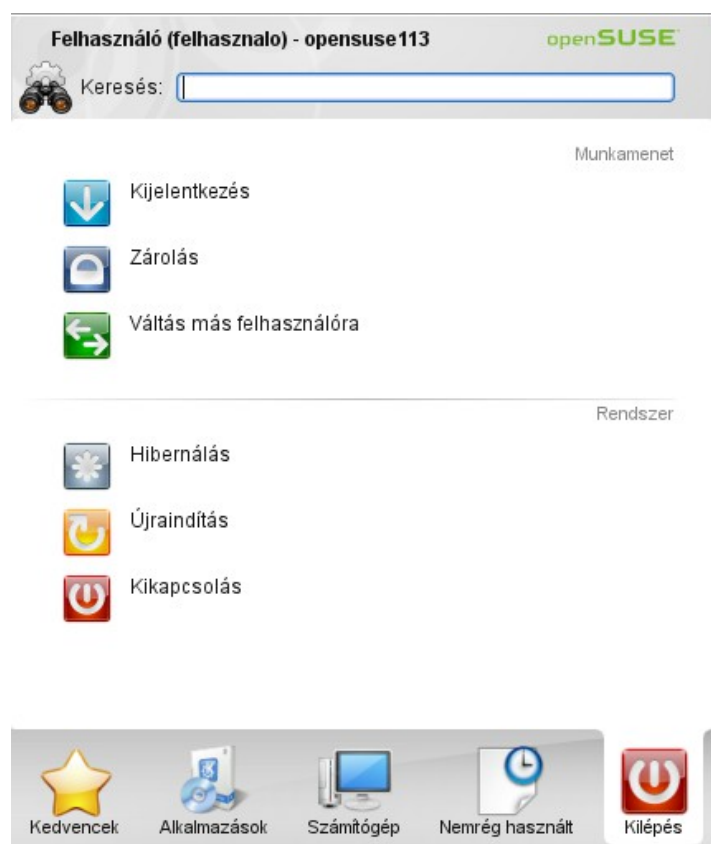 Felhasználó (felhasznalo) - opensuse113
openSUSE
Keresés:
Munkamenet
Kijelentkezés
Zárolás
Váltás más felhasználóra
Rendszer
Hibernálás
Újraindítás
Kikapcsolás
Kedvencek
Alkalmazások
Számítógép
Nemrég használt
Kilépés